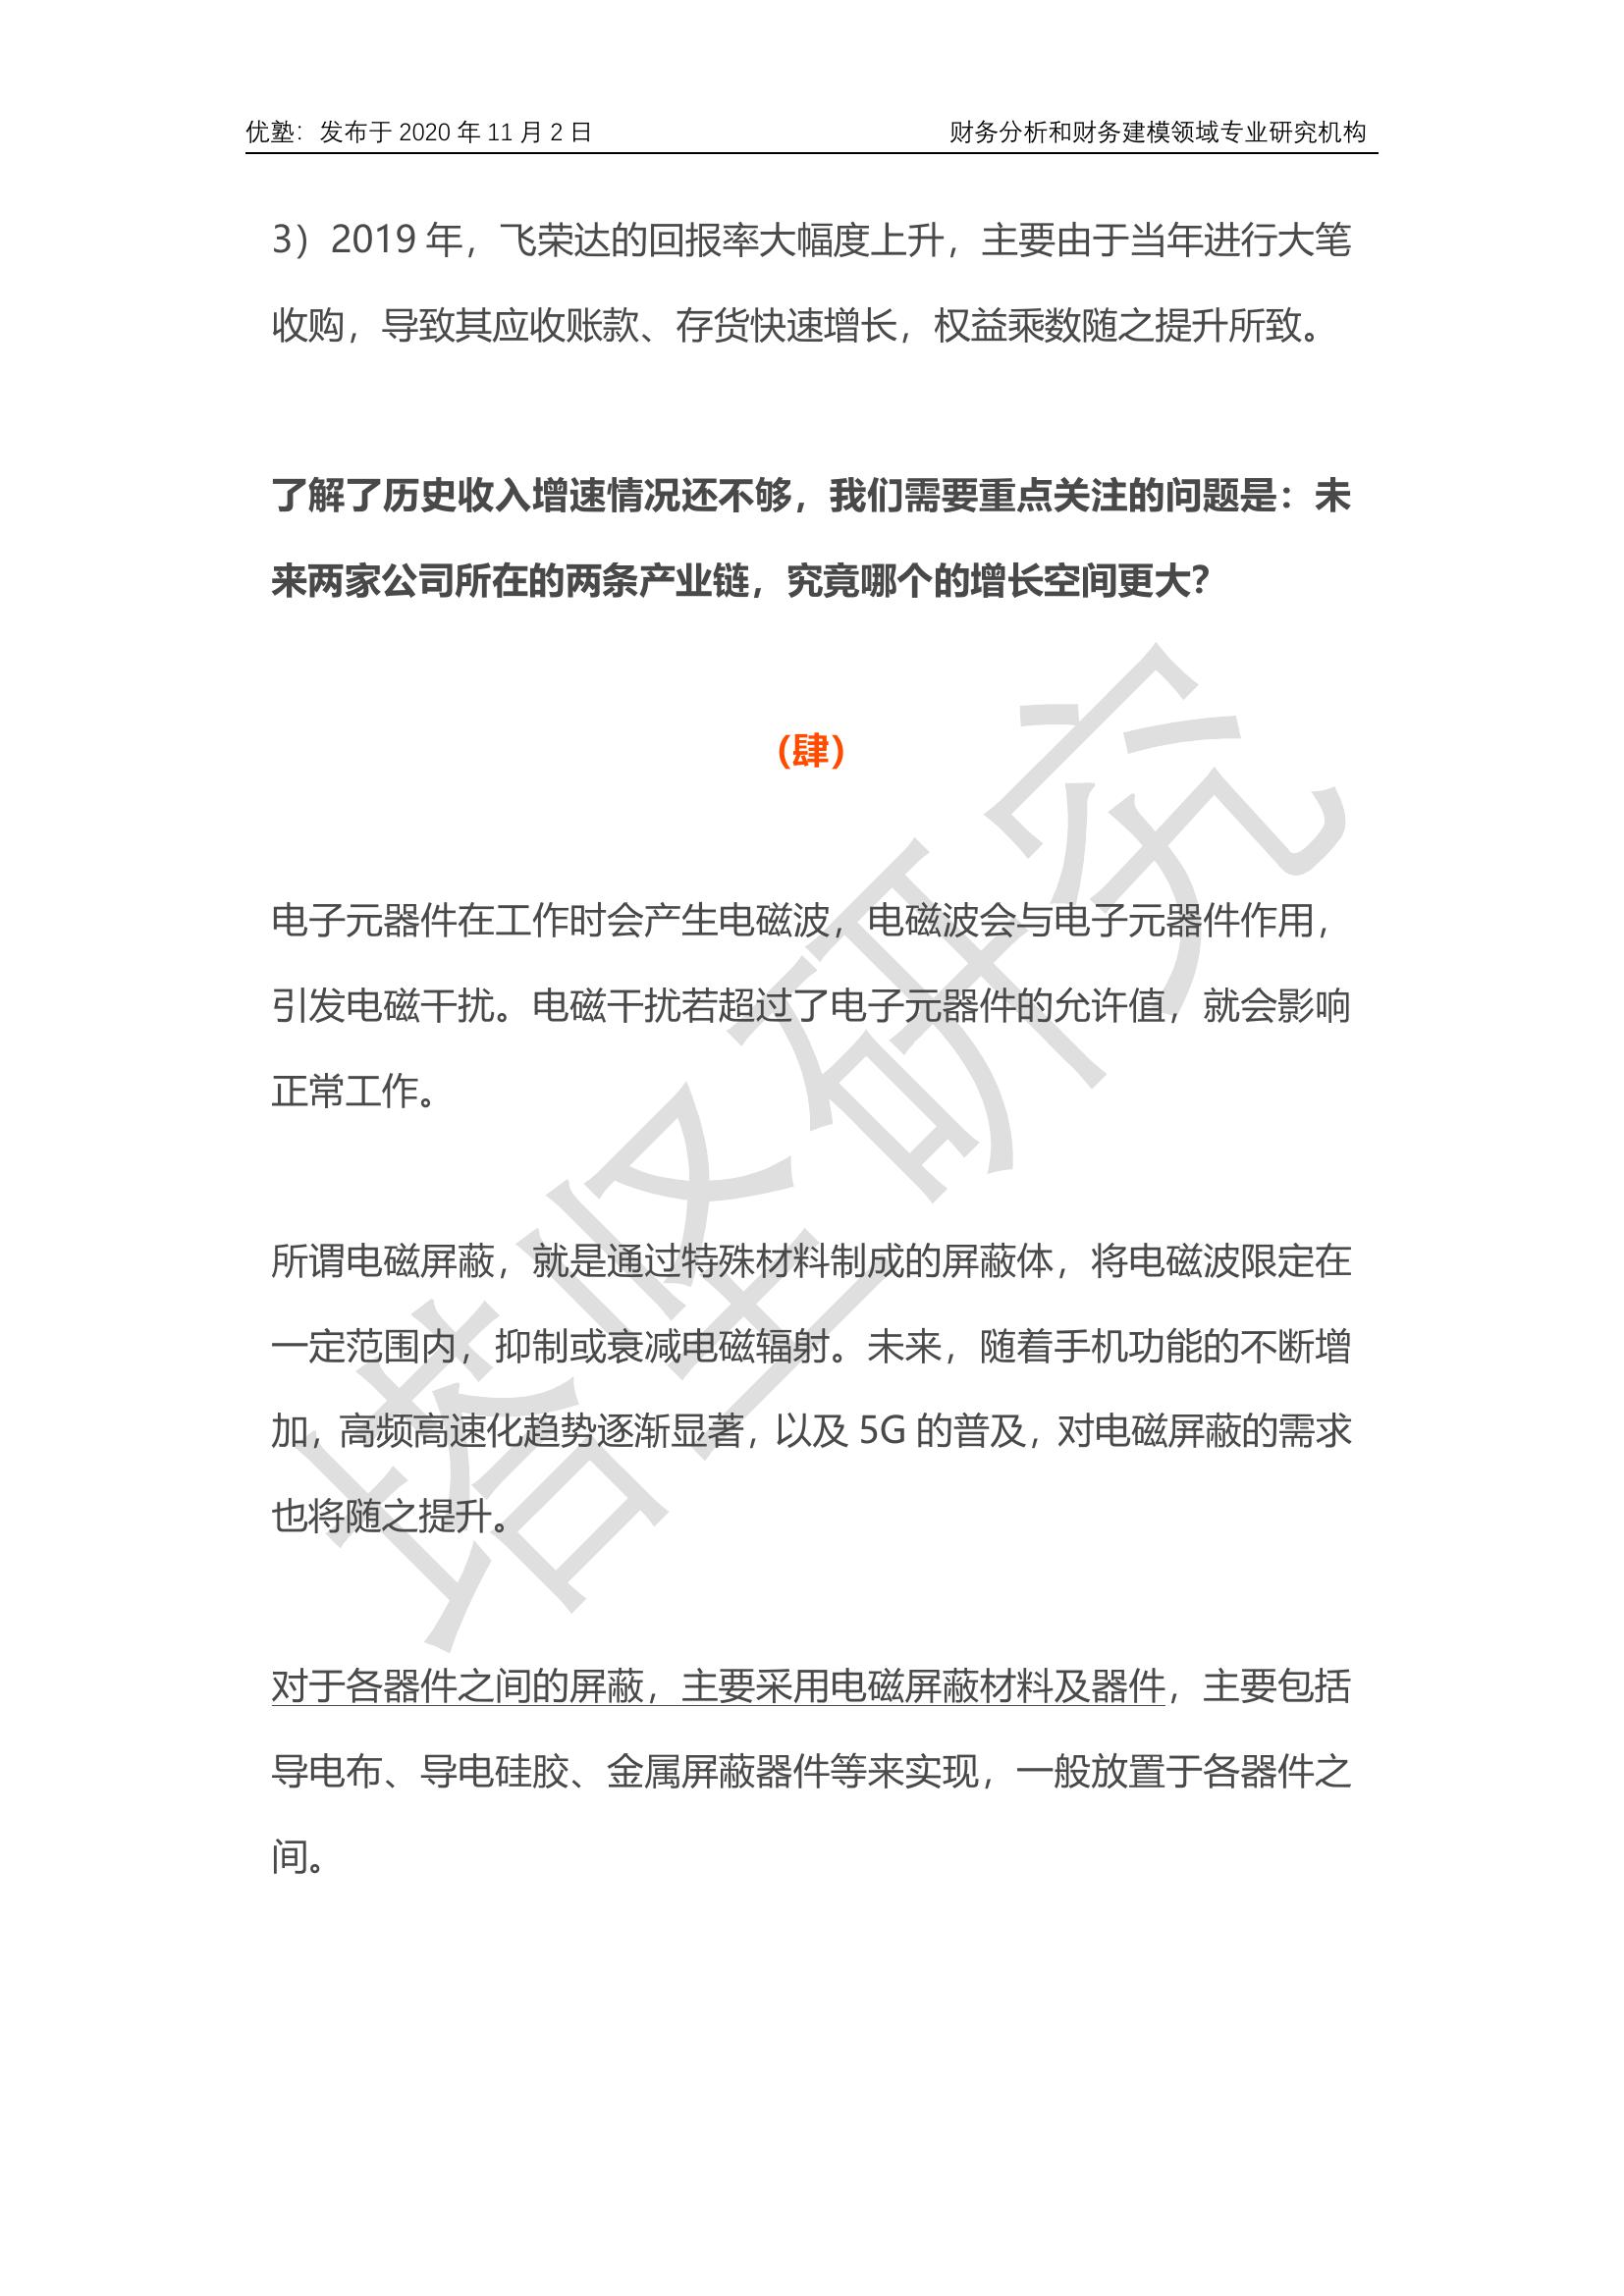 优塾：发布于 2020 年 11 月 2 日 财务分析和财务建模领域专业研究机构
3）2019 年，飞荣达的回报率大幅度上升，主要由于当年进行大笔
收购，导致其应收账款、存货快速增长，权益乘数随之提升所致。
了解了历史收入增速情况还不够，我们需要重点关注的问题是：未
来两家公司所在的两条产业链，究竟哪个的增长空间更大？
（肆）
电子元器件在工作时会产生电磁波，电磁波会与电子元器件作用，
引发电磁干扰。电磁干扰若超过了电子元器件的允许值，就会影响
正常工作。
所谓电磁屏蔽，就是通过特殊材料制成的屏蔽体，将电磁波限定在
一定范围内，抑制或衰减电磁辐射。未来，随着手机功能的不断增
加，高频高速化趋势逐渐显著，以及 5G 的普及，对电磁屏蔽的需求
也将随之提升。
对于各器件之间的屏蔽，主要采用电磁屏蔽材料及器件，主要包括
导电布、导电硅胶、金属屏蔽器件等来实现，一般放置于各器件之
间。
塔坚研究